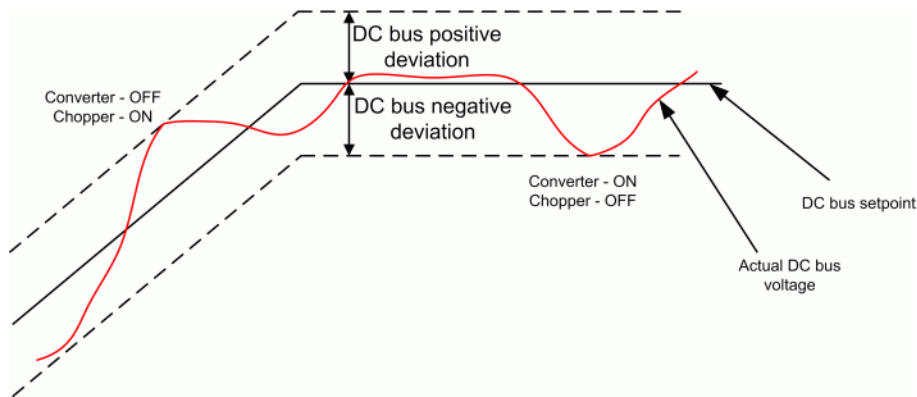 DC bus positive
deviation
Converter - OFF
Chopper - ON
DC bus negative
deviation
Converter - ON
Chopper - OFF
DC bus setpoint
Actual DC bus
voltage